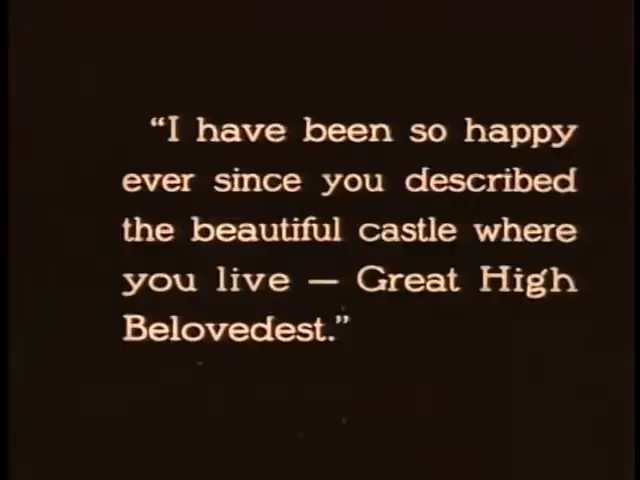 “I have been so happy
ever since you described
the beautiful castle where
you live — Great High
Belovedest.”